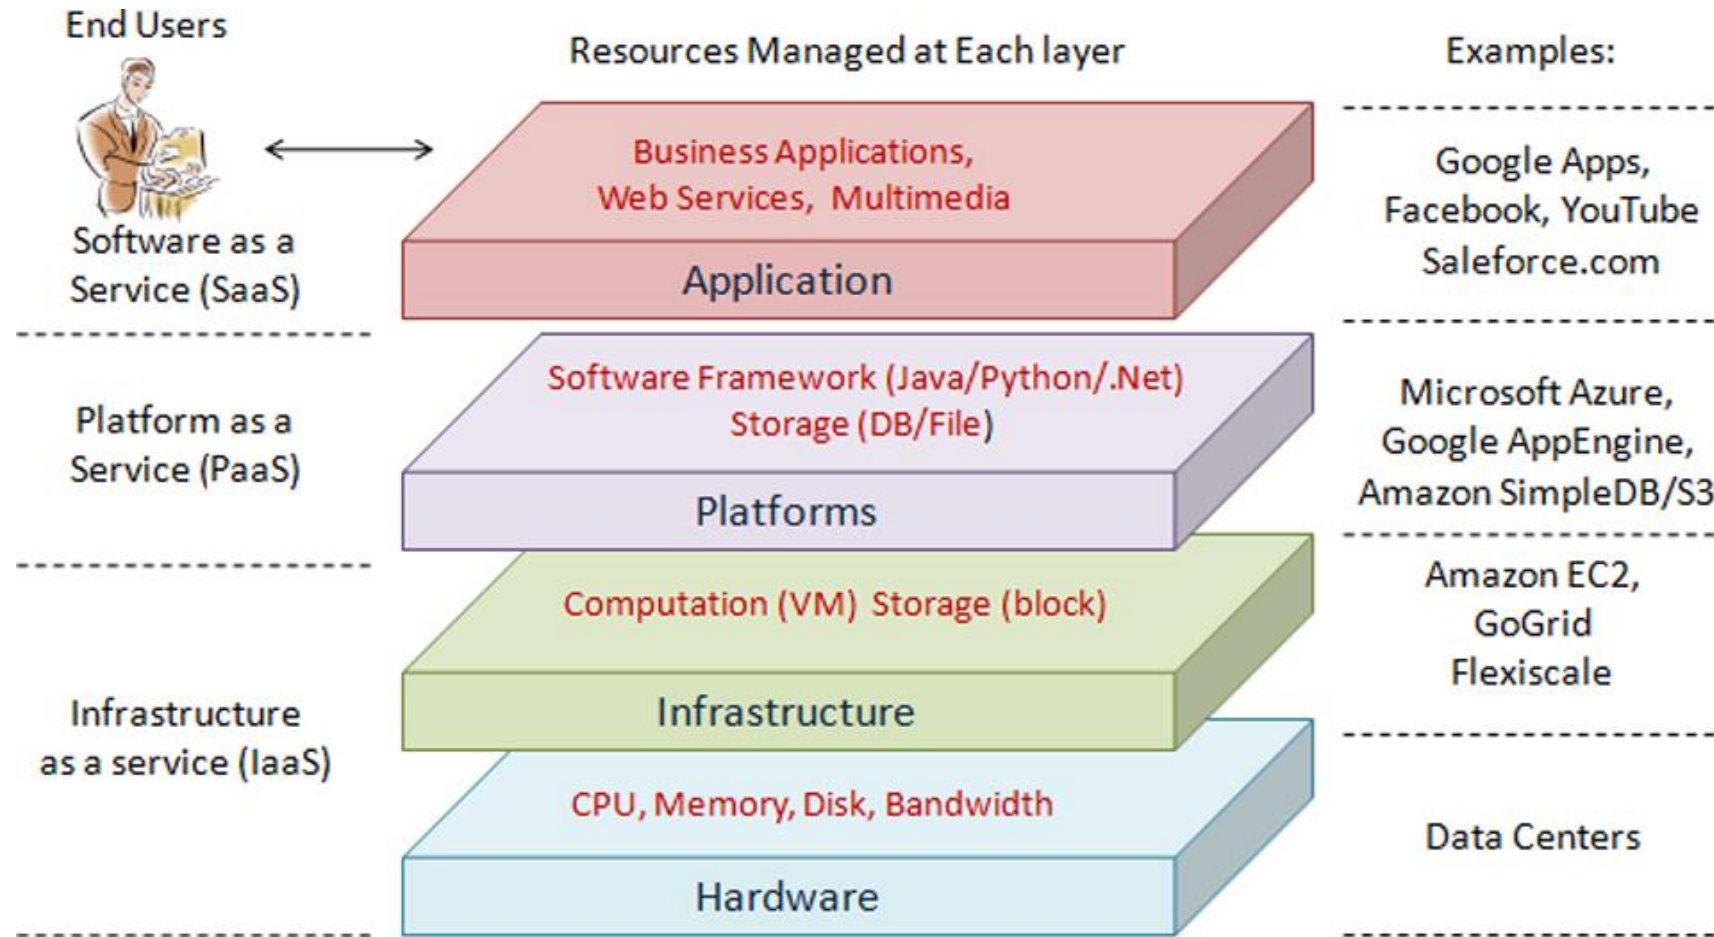 End Users
Resources Managed at Each layer
Examples:
Business Applications,
Web Services, Multimedia
Application
Software as a
Service (SaaS)
Google Apps,
Facebook, YouTube
Saleforce.com
Software Framework (Java/Python/.Net)
Storage (DB/File)
Platforms
Platform as a
Service (PaaS)
Microsoft Azure,
Google AppEngine,
Amazon SimpleDB/S3
Computation (VM) Storage (block)
Infrastructure
Amazon EC2,
GoGrid
Flexiscale
Infrastructure
as a service (IaaS)
CPU, Memory, Disk, Bandwidth
Hardware
Data Centers